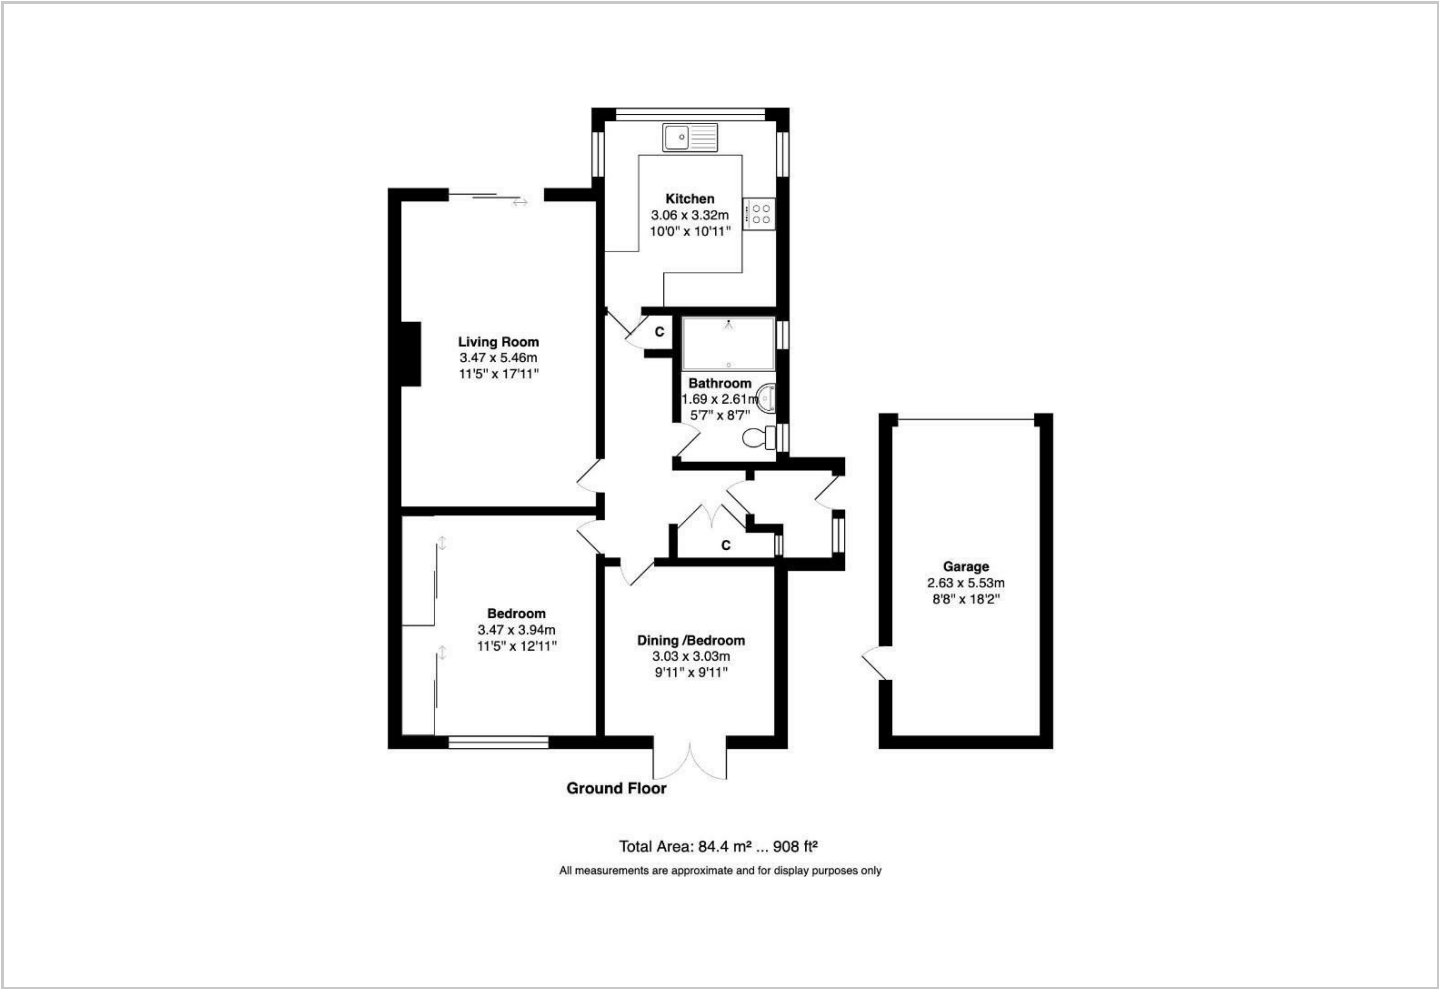 Kitchen
3.06 x 3.32m
10'0" x 10'11"
C
Living Room
3.47 x 5.46m
11'5" x 17'11"
Bathroom
1.69 x 2.61m
5'7" x 8'7"
C
Garage
2.63 x 5.53m
8'8" x 18'2"
Bedroom
3.47 x 3.94m
11'5" x 12'11"
Dining /Bedroom
3.03 x 3.03m
9'11" x 9'11"
Ground Floor
Total Area: 84.4 m² ... 908 ft²
All measurements are approximate and for display purposes only